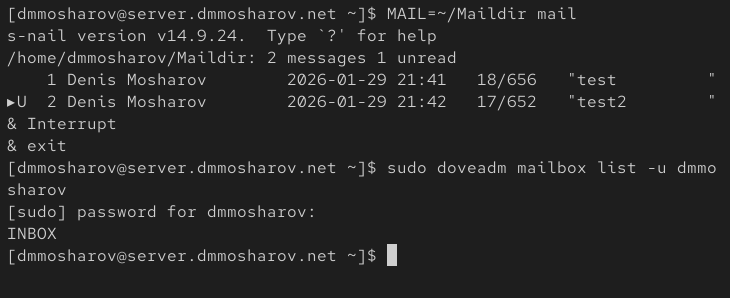 [dmmosharov@server.dmmosharov.net ~]$ MAIL=~/Maildir mail
s-nail version v14.9.24.  Type `?' for help
/home/dmmosharov/Maildir: 2 messages 1 unread
    1 Denis Mosharov        2026-01-29 21:41   18/656   "test         "
▸U  2 Denis Mosharov        2026-01-29 21:42   17/652   "test2        "
& Interrupt
& exit
[dmmosharov@server.dmmosharov.net ~]$ sudo doveadm mailbox list -u dmmo
sharov
[sudo] password for dmmosharov:
INBOX
[dmmosharov@server.dmmosharov.net ~]$